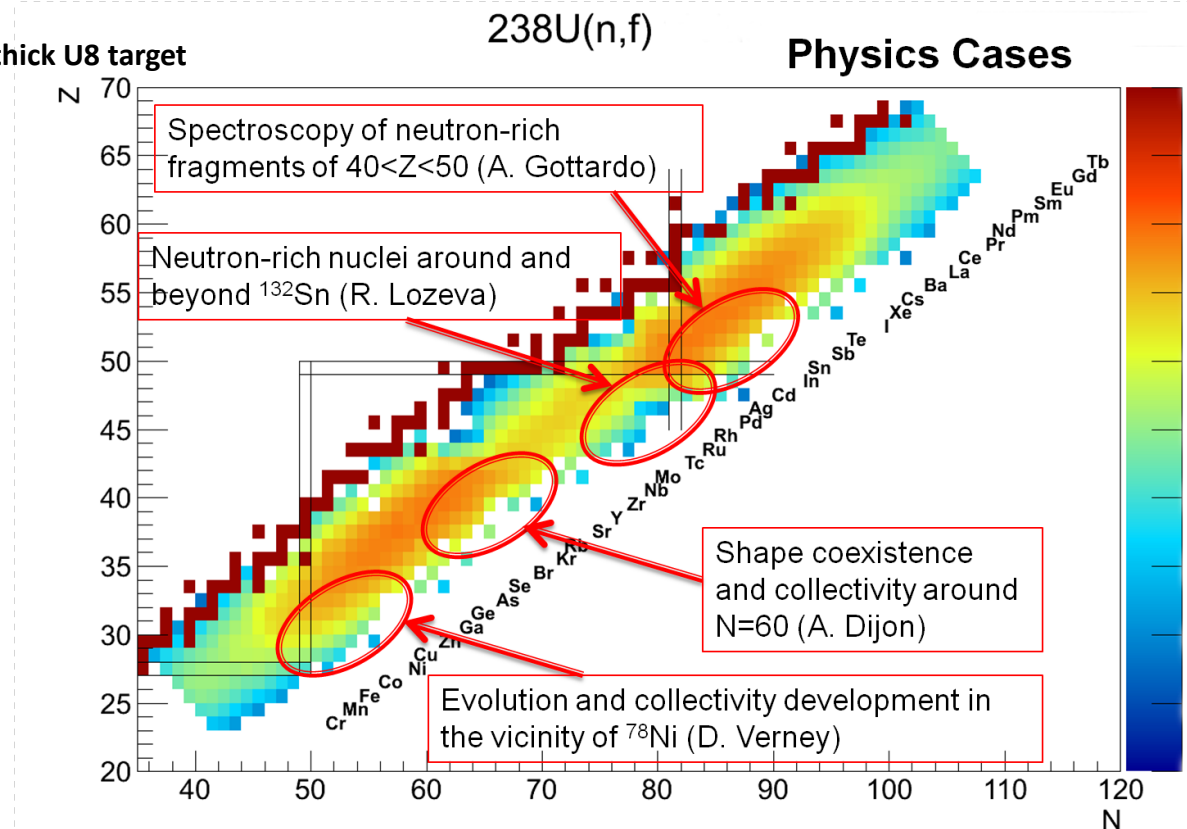 238U(n,f)
thick U8 target
Physics Cases
Z
70
65
60
55
50
45
40
35
30
25
20
Spectroscopy of neutron-rich
fragments of 40<Z<50 (A. Gottardo)
Neutron-rich nuclei around and
beyond ¹³²Sn (R. Lozeva)
Shape coexistence
and collectivity around
N=60 (A. Dijon)
Evolution and collectivity development in
the vicinity of ⁷⁸Ni (D. Verney)
Tb
Gd
Eu
Sm
Pm
Nd
Pr
Ce
La
Ba
Cs
Xe
I
Te
Sb
Sn
In
Cd
Ag
Pd
Rh
Ru
Tc
Mo
Nb
Zr
Y
Sr
Rb
Kr
Br
Se
As
Ge
Ga
Zn
Cu
Ni
Co
Fe
Mn
Cr
40 50 60 70 80 90 100 110 120
N